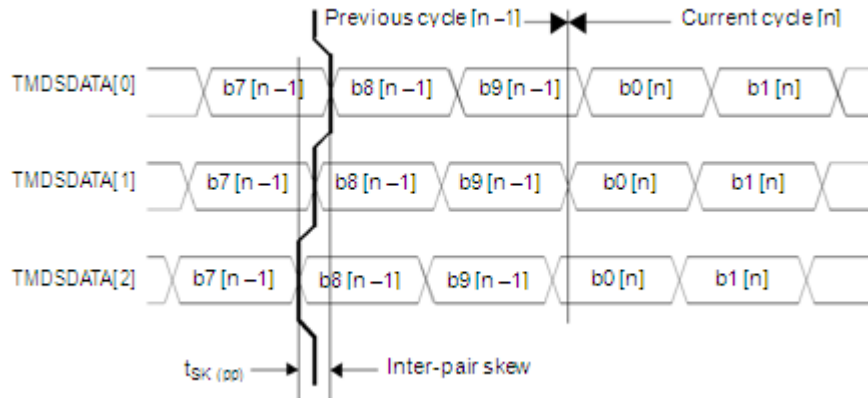 Previous cycle [n –1] Current cycle [n]
TMDSDATA[0] b7 [n –1] b8 [n –1] b9 [n –1] b0 [n] b1 [n]
TMDSDATA[1] b7 [n –1] b8 [n –1] b9 [n –1] b0 [n] b1 [n]
TMDSDATA[2] b7 [n –1] b8 [n –1] b9 [n –1] b0 [n] b1 [n]
tSK (pp) Inter-pair skew